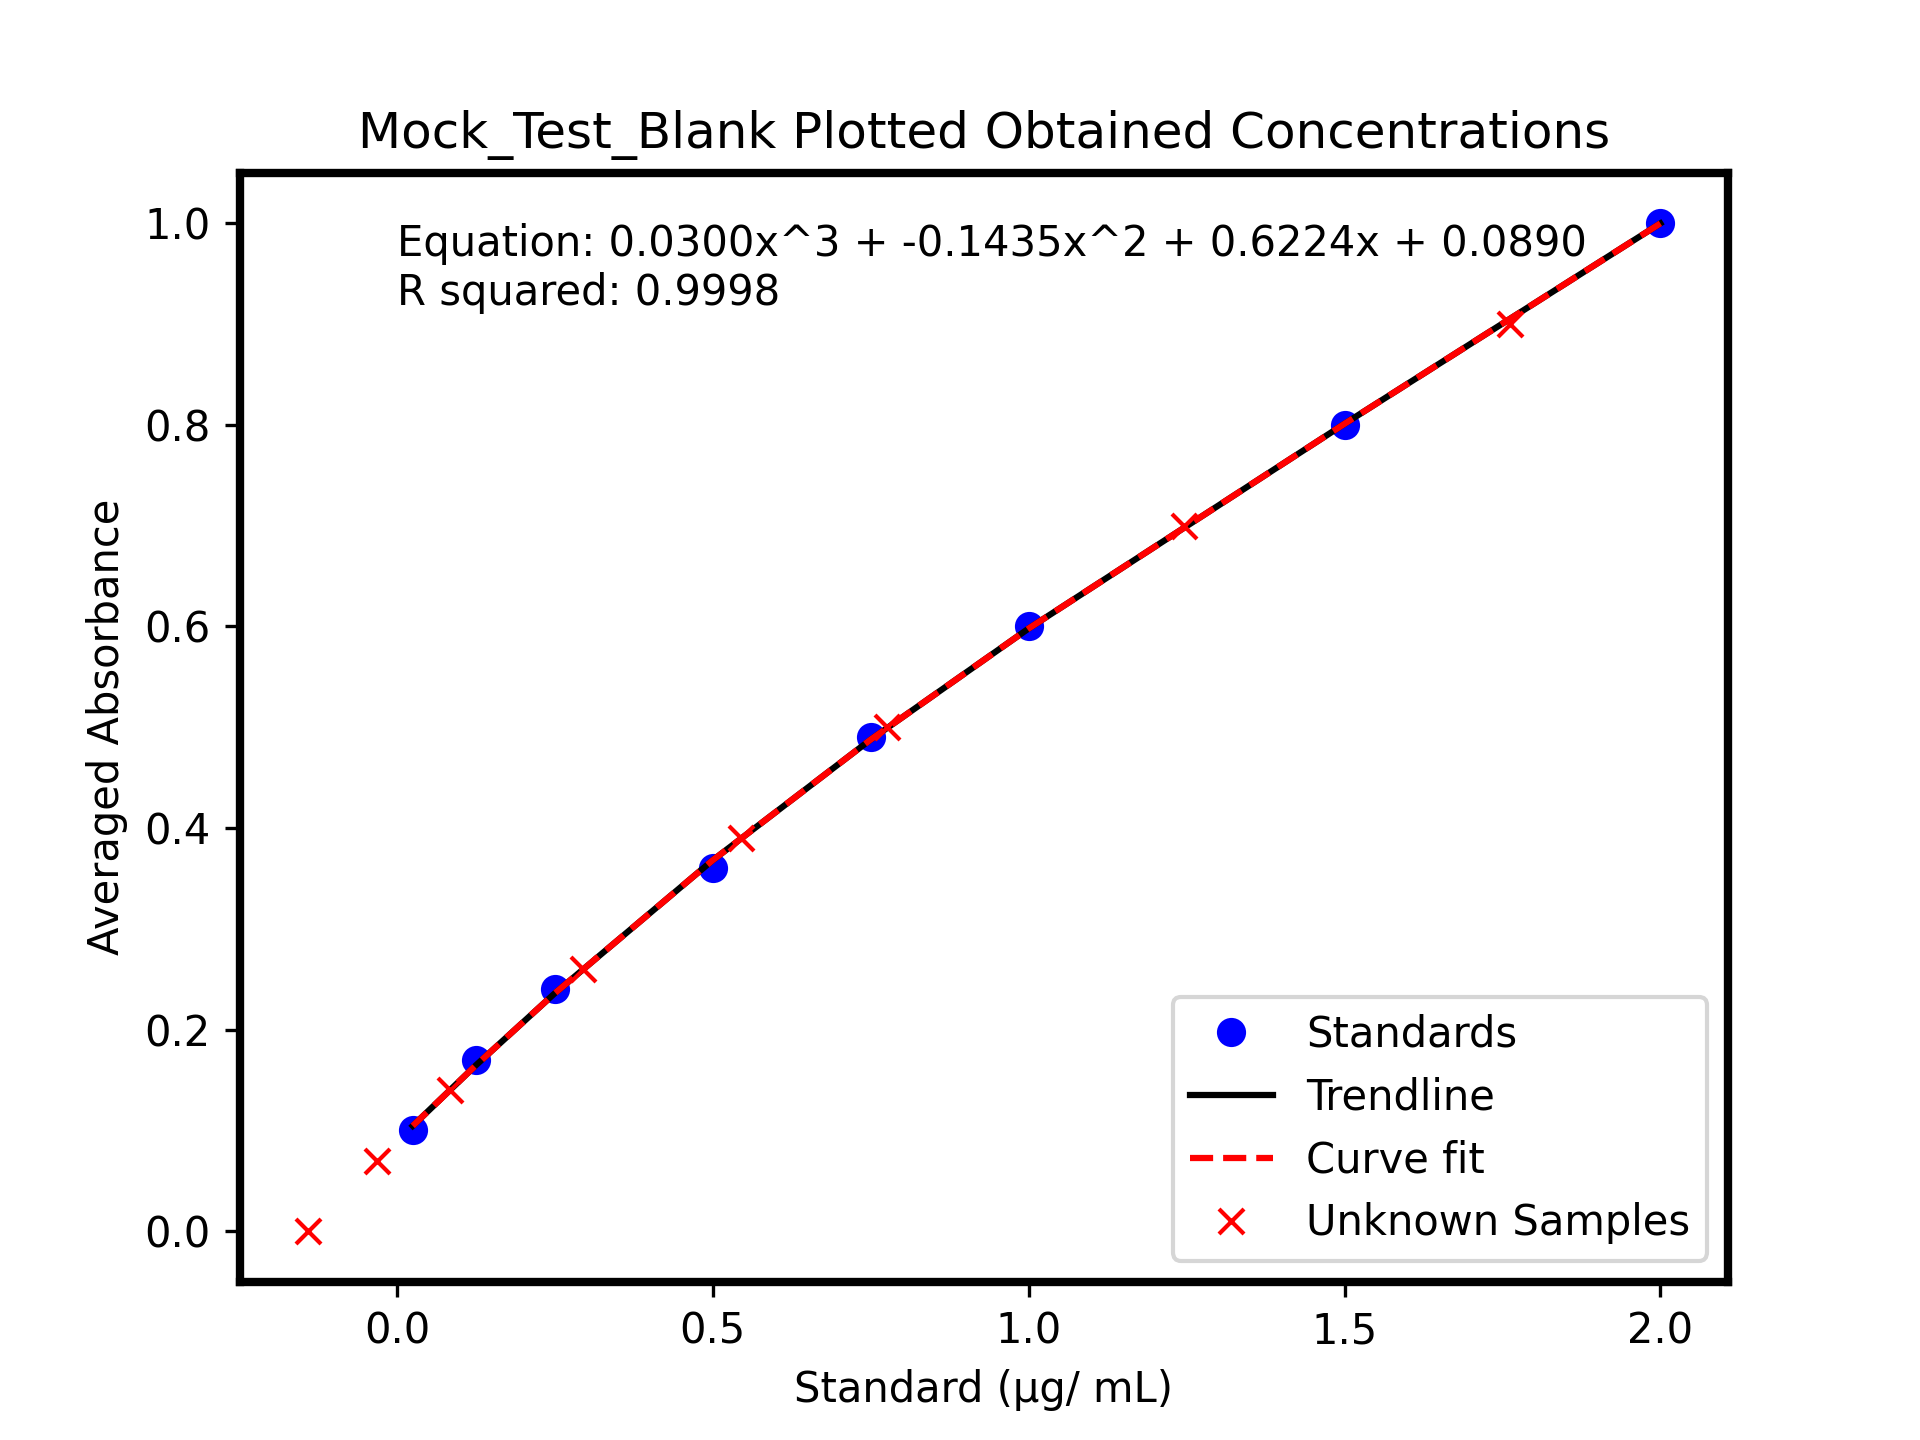 Mock_Test_Blank Plotted Obtained Concentrations
Equation: 0.0300x^3 + -0.1435x^2 + 0.6224x + 0.0890
R squared: 0.9998
1.0
0.8
0.6
0.4
0.2
0.0
Averaged Absorbance
Standards
Trendline
Curve fit
Unknown Samples
0.0 0.5 1.0 1.5 2.0
Standard (μg/ mL)